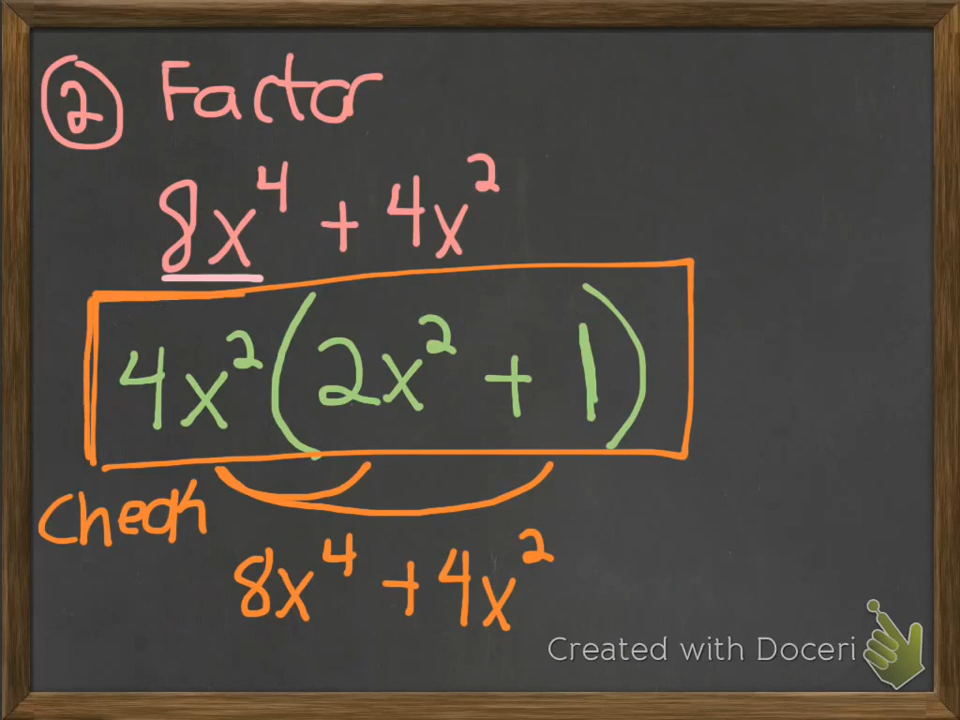 ② Factor
8x⁴ + 4x²
4x²(2x² + 1)
Check
8x⁴ + 4x²
Created with Doceri